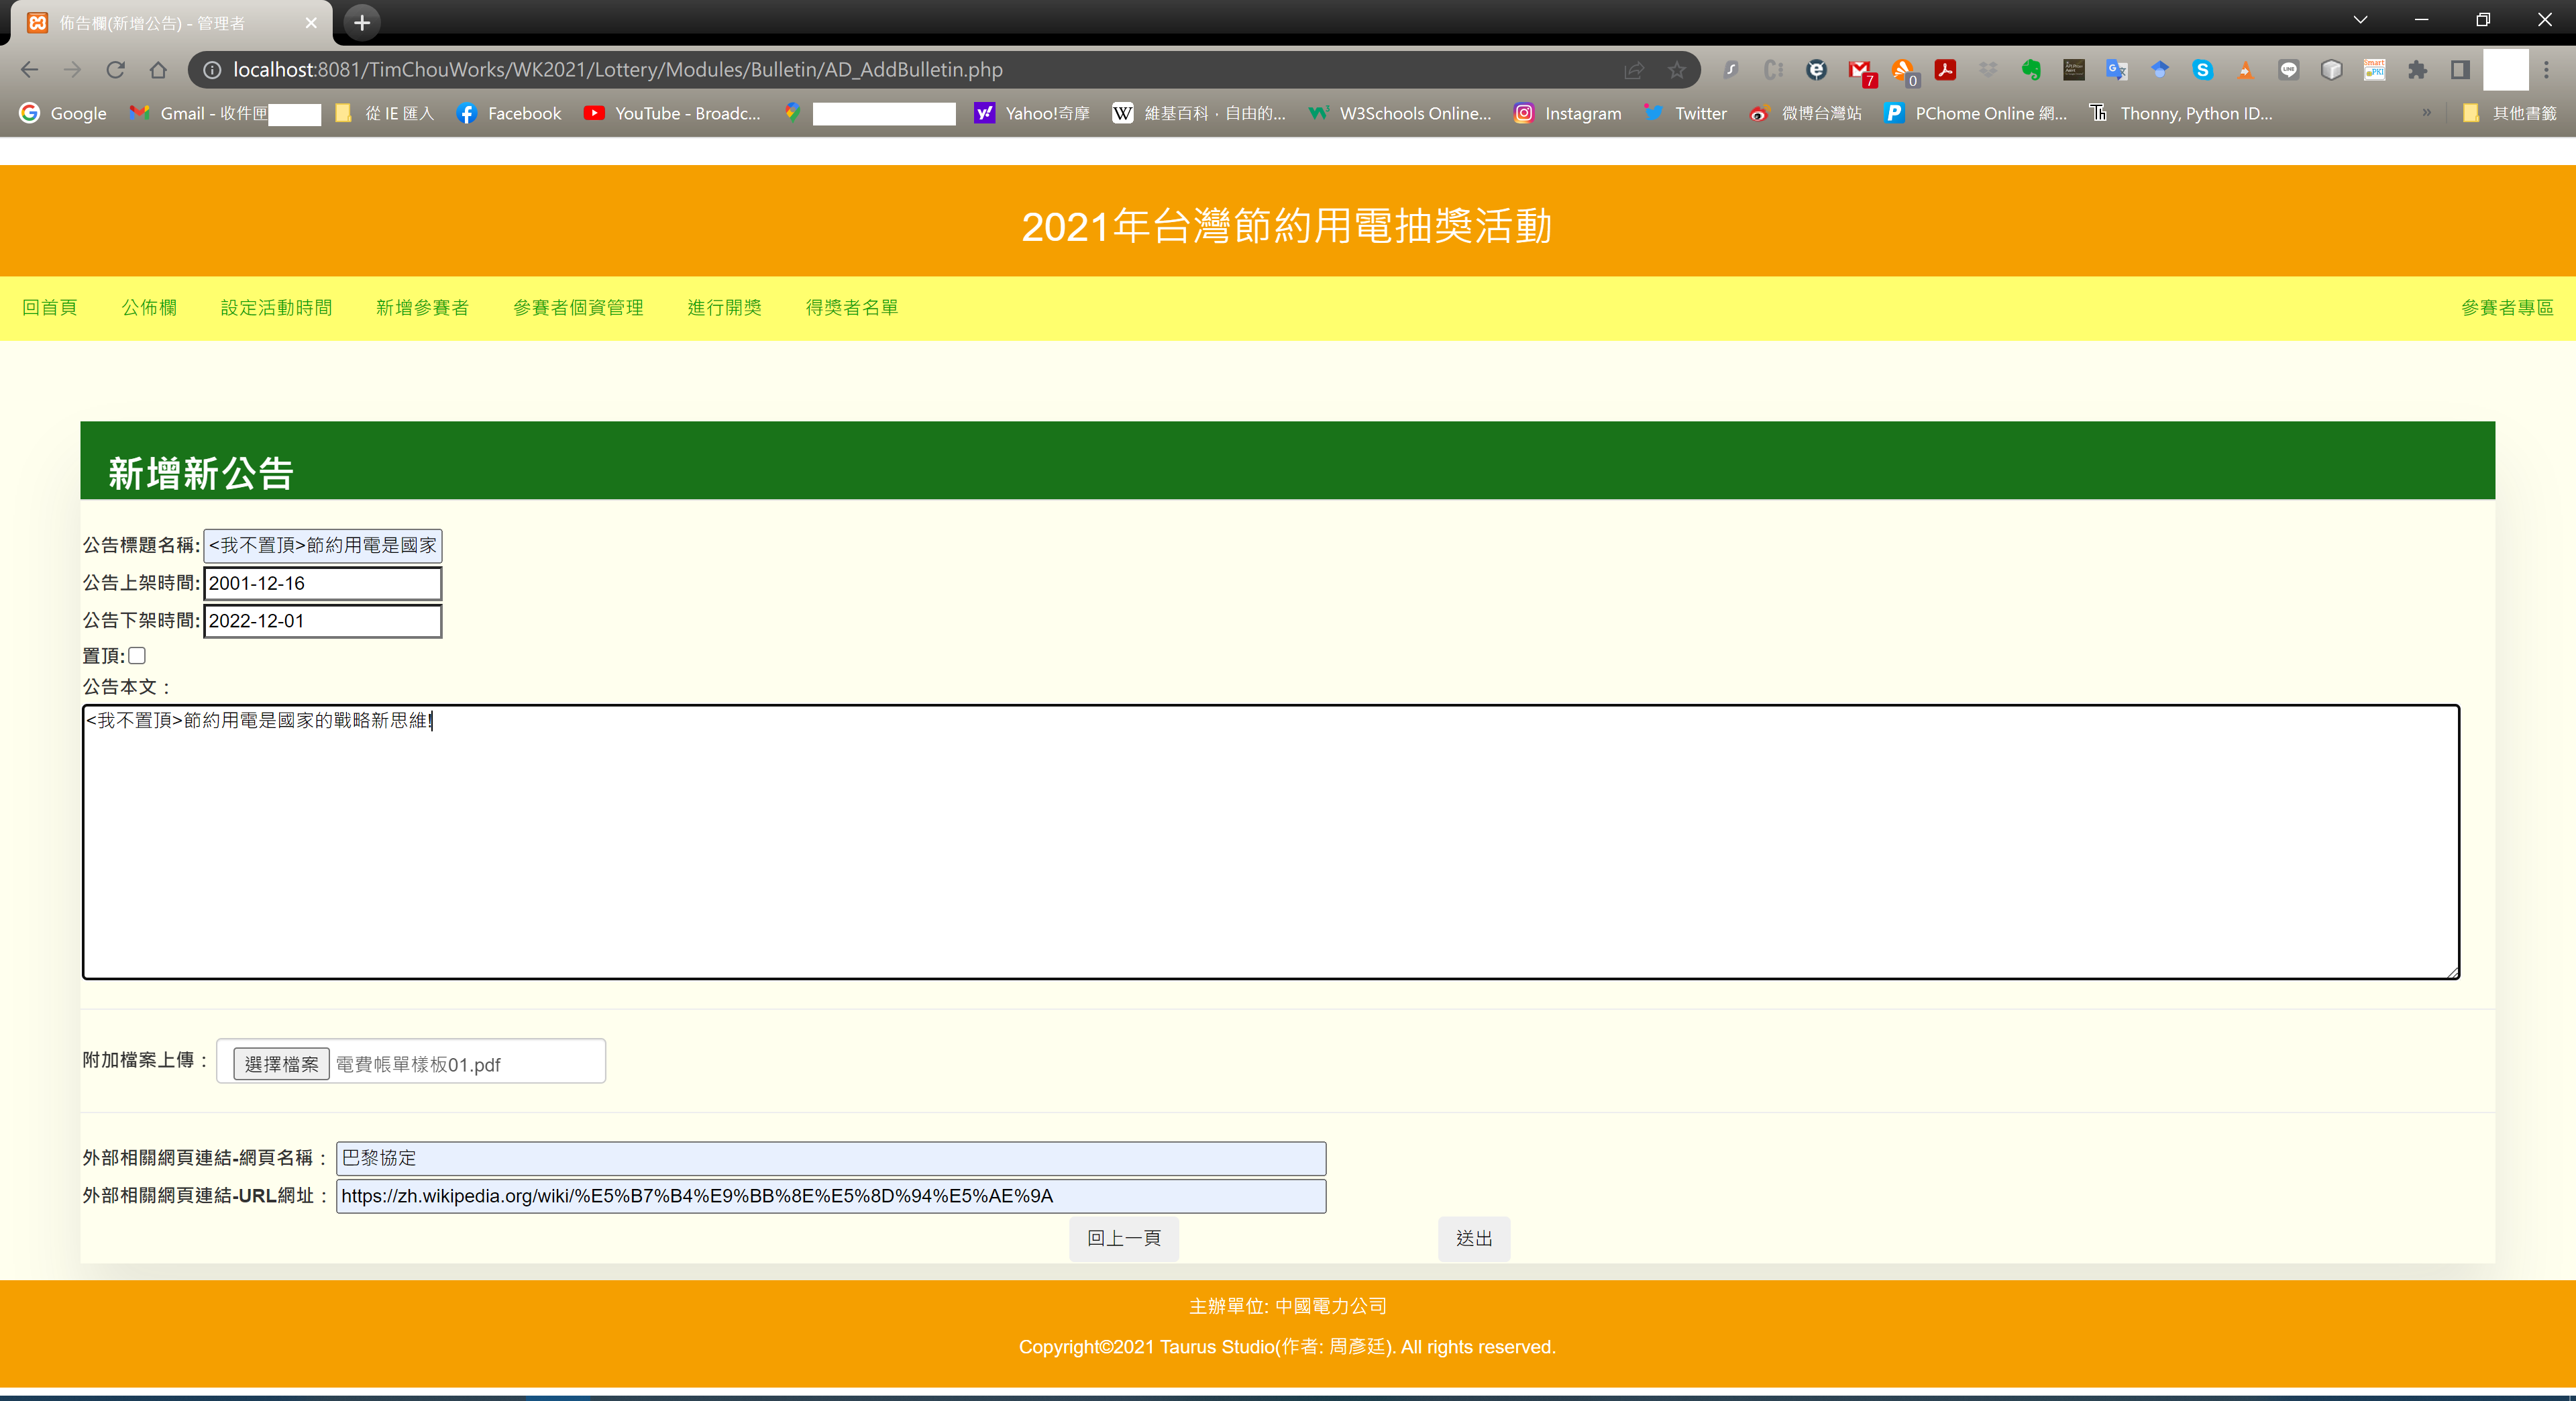 佈告欄(新增公告) - 管理者
localhost:8081/TimChouWorks/WK2021/Lottery/Modules/Bulletin/AD_AddBulletin.php
7
0
Google
Gmail - 收件匣
從 IE 匯入
Facebook
YouTube - Broadc...
Yahoo!奇摩
維基百科，自由的...
W3Schools Online...
Instagram
Twitter
微博台灣站
PChome Online 網...
Thonny, Python ID...
»
其他書籤
2021年台灣節約用電抽獎活動
回首頁 公佈欄 設定活動時間 新增參賽者 參賽者個資管理 進行開獎 得獎者名單 參賽者專區
新增新公告
公告標題名稱: <我不置頂>節約用電是國家
公告上架時間: 2001-12-16
公告下架時間: 2022-12-01
置頂:
公告本文：
<我不置頂>節約用電是國家的戰略新思維!
附加檔案上傳： 選擇檔案 電費帳單樣板01.pdf
外部相關網頁連結-網頁名稱： 巴黎協定
外部相關網頁連結-URL網址： https://zh.wikipedia.org/wiki/%E5%B7%B4%E9%BB%8E%E5%8D%94%E5%AE%9A
回上一頁 送出
主辦單位: 中國電力公司
Copyright©2021 Taurus Studio(作者: 周彥廷). All rights reserved.